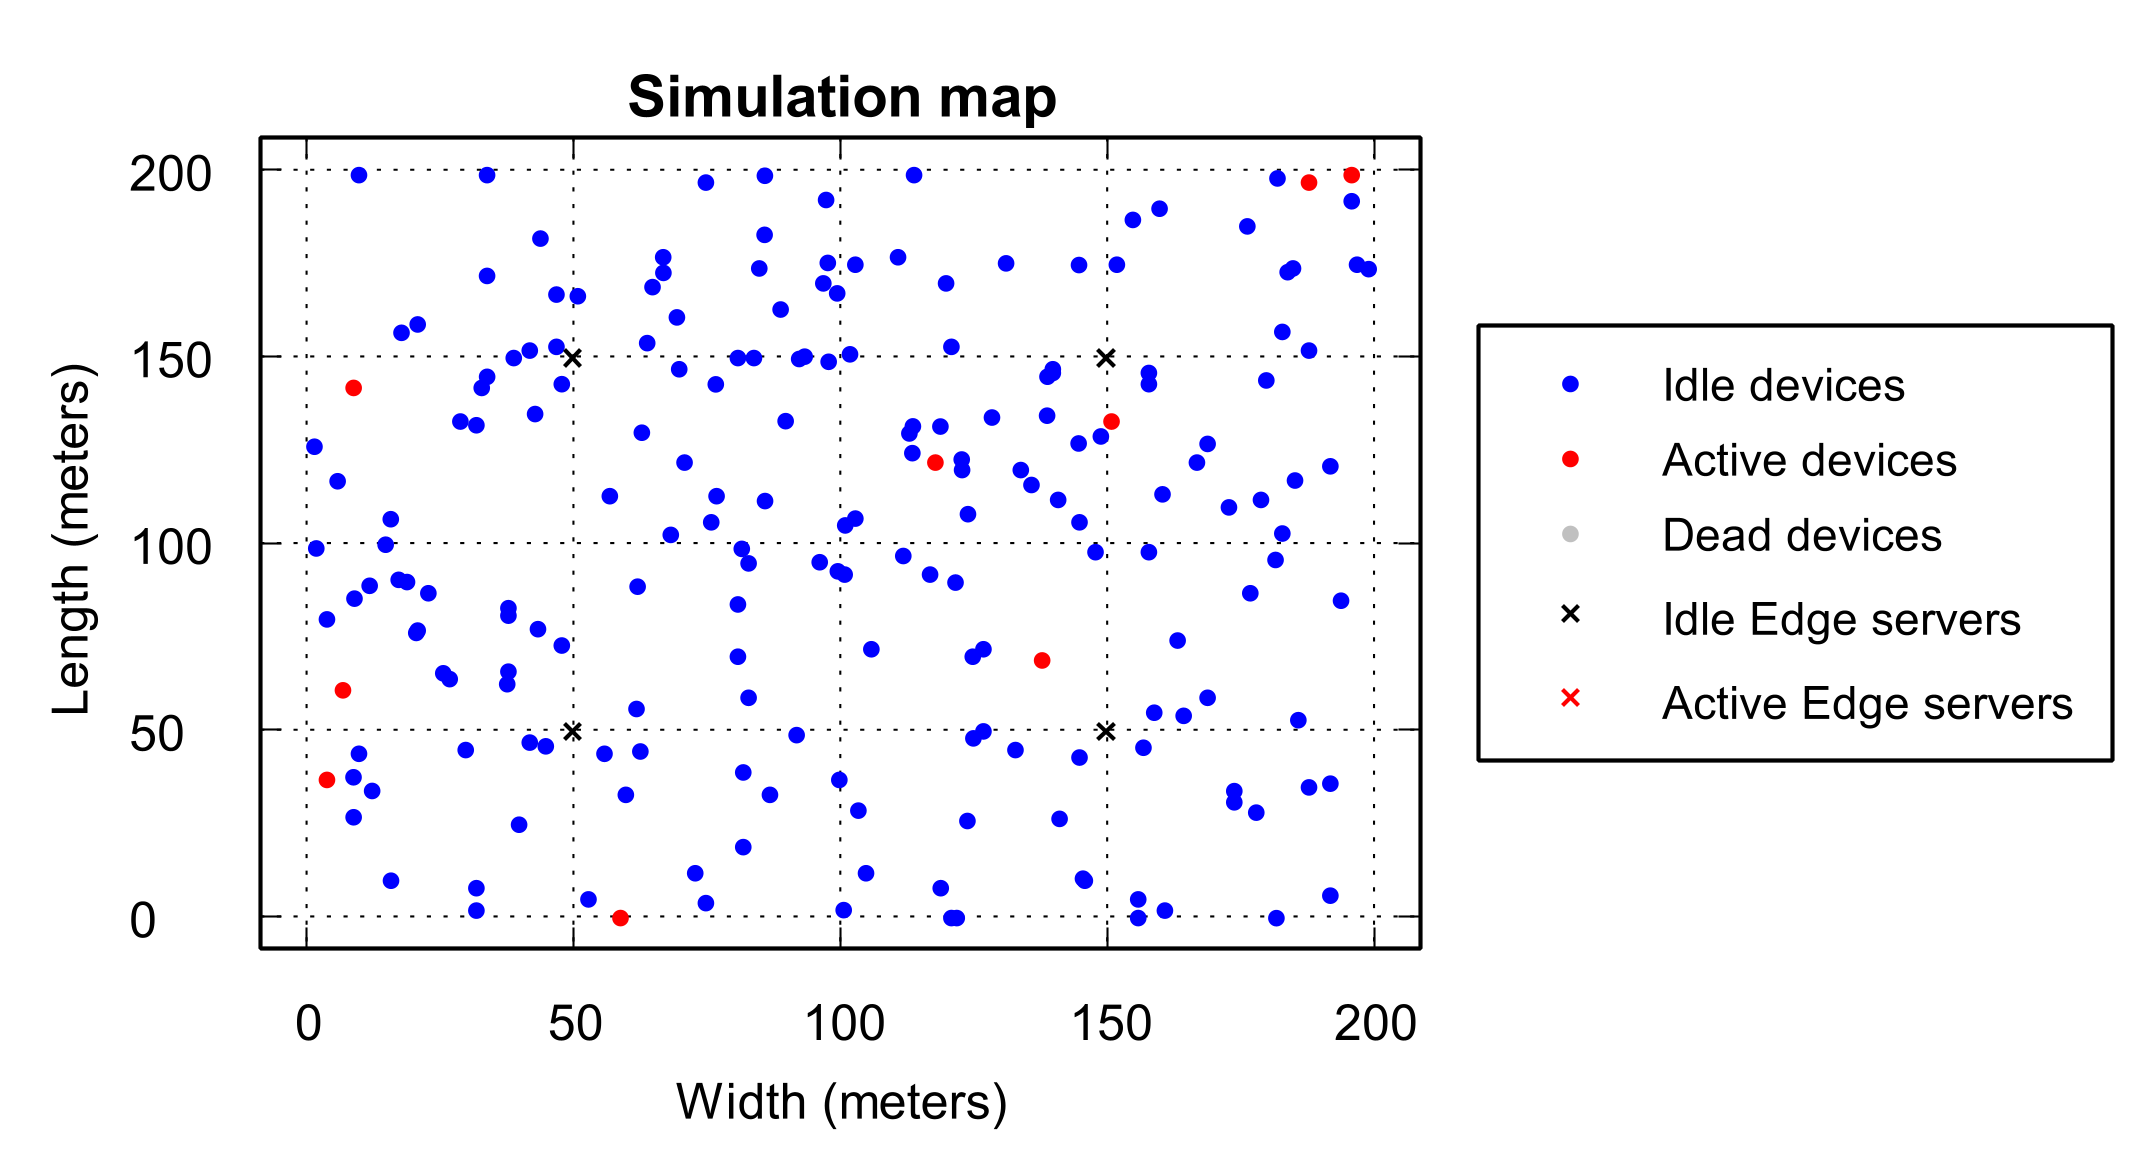 Simulation map
200
150
100
50
0
Length (meters)
0 50 100 150 200
Width (meters)
Idle devices
Active devices
Dead devices
Idle Edge servers
Active Edge servers